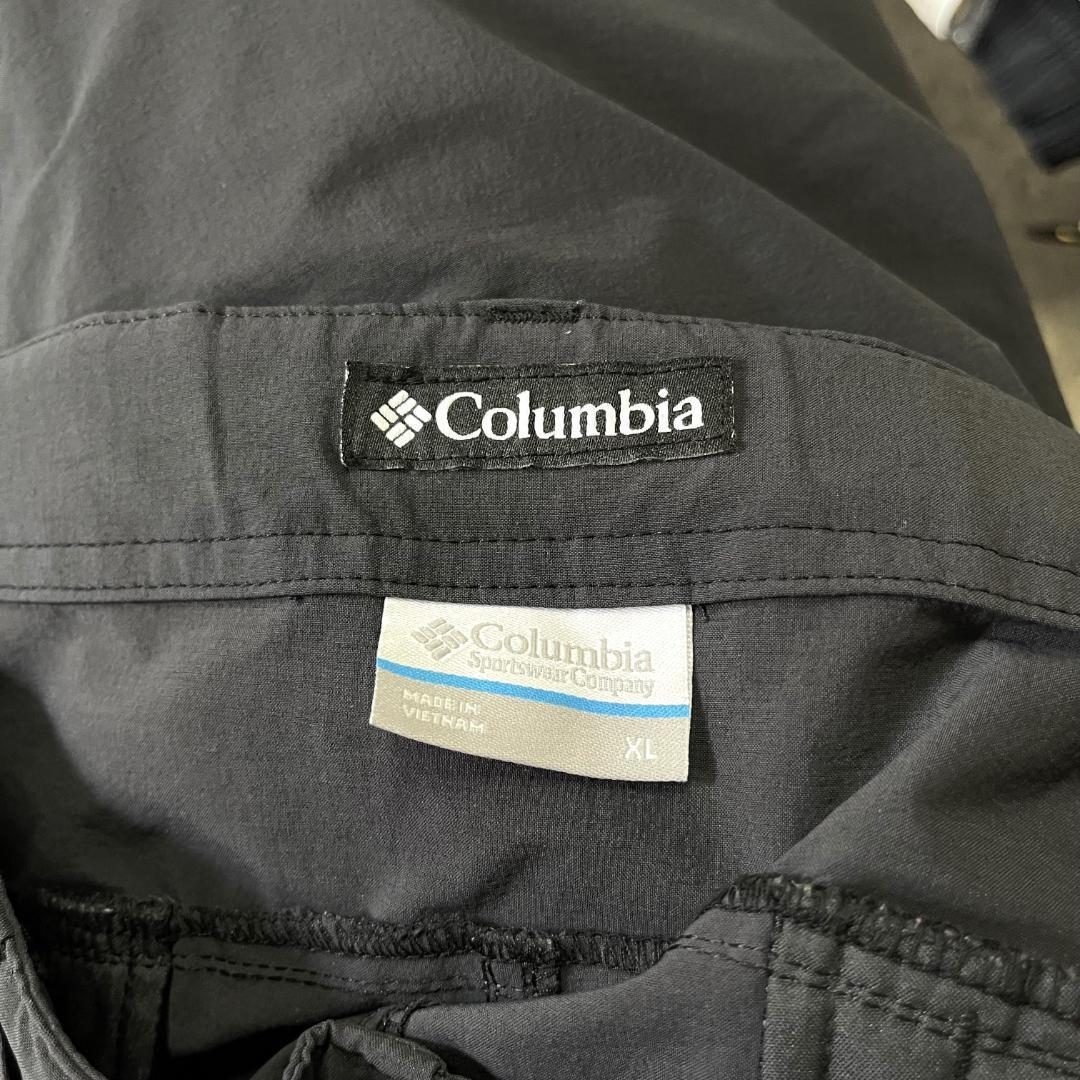 Columbia
Columbia
Sportswear Company
MADE IN
VIETNAM
XL